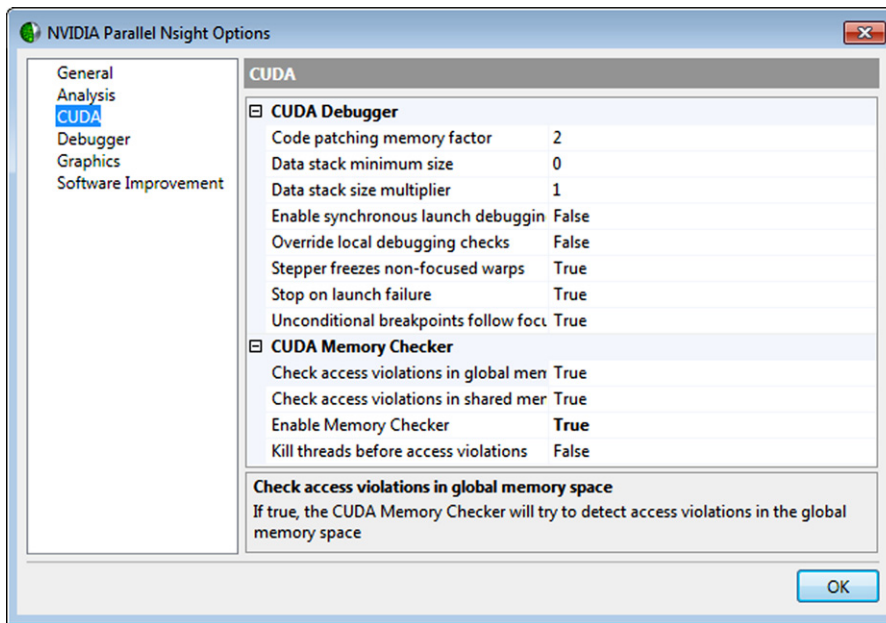 NVIDIA Parallel Nsight Options
General
Analysis
CUDA
Debugger
Graphics
Software Improvement
CUDA
CUDA Debugger
Code patching memory factor 2
Data stack minimum size 0
Data stack size multiplier 1
Enable synchronous launch debuggin False
Override local debugging checks False
Stepper freezes non-focused warps True
Stop on launch failure True
Unconditional breakpoints follow focu True
CUDA Memory Checker
Check access violations in global mem True
Check access violations in shared mer True
Enable Memory Checker True
Kill threads before access violations False
Check access violations in global memory space
If true, the CUDA Memory Checker will try to detect access violations in the global
memory space
OK